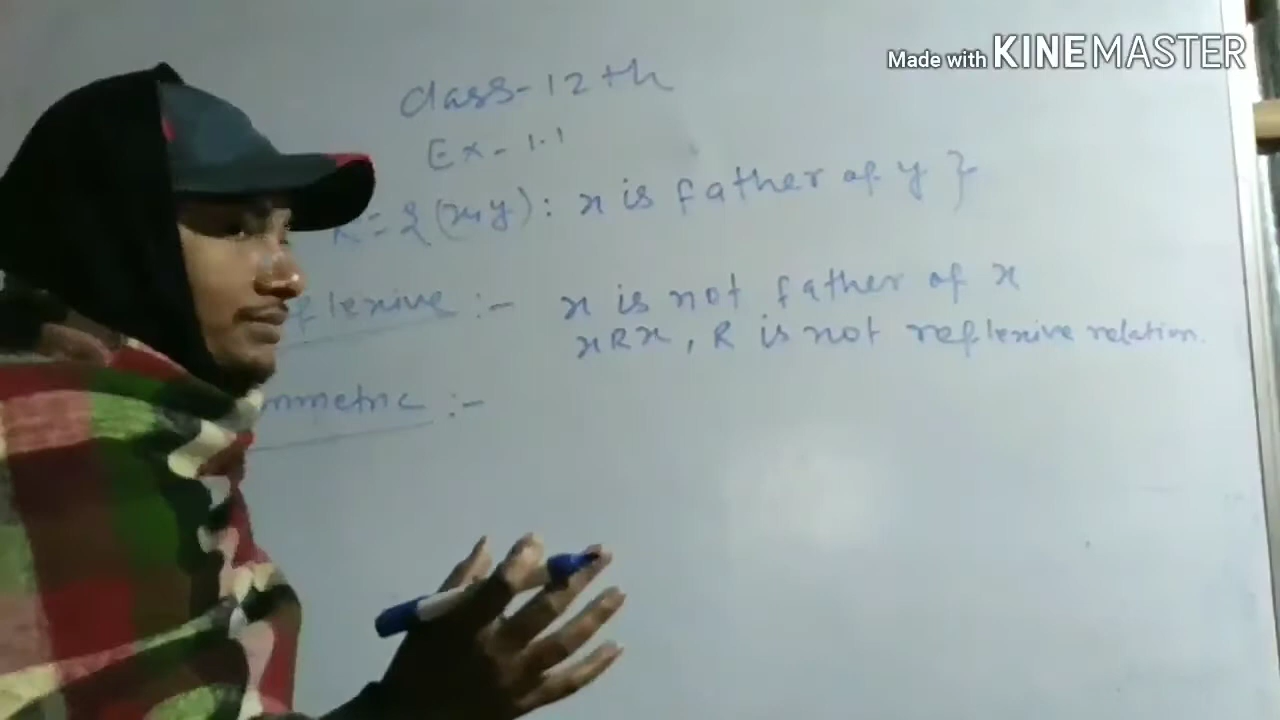 Made with KINEMASTER
Class-12th
Ex-1.1
R = {(x,y): x is father of y }
flexive :- x is not father of x
xRx, R is not reflexive relation.
mmetric :-